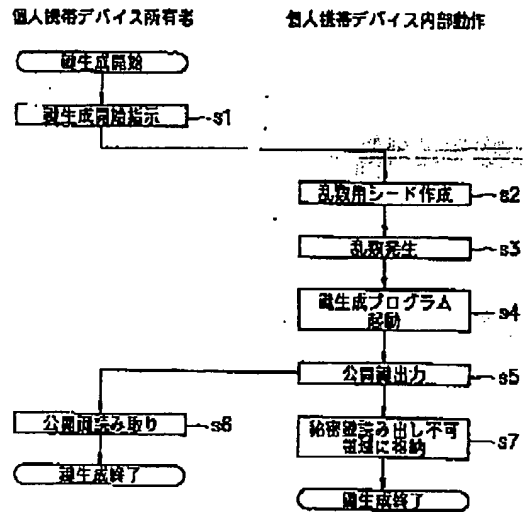 個人携帯デバイス所有者
個人携帯デバイス内部動作
鍵生成開始
鍵生成開始指示
s1
乱数用シード作成
s2
乱数発生
s3
鍵生成プログラム
起動
s4
公開鍵出力
s5
公開鍵読み取り
s6
秘密鍵読み出し不可
領域に格納
s7
鍵生成終了
鍵生成終了